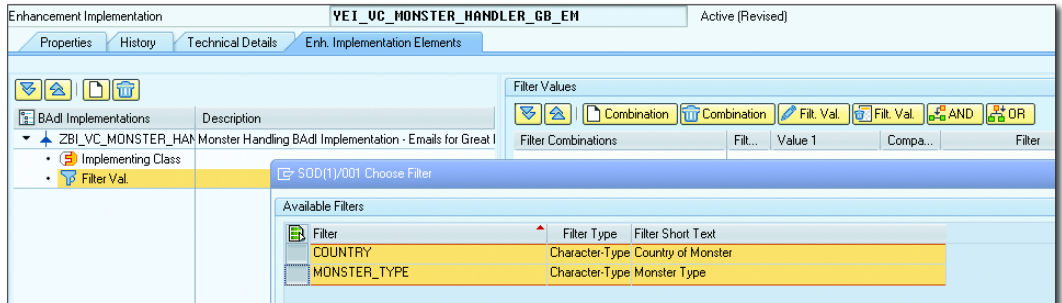 Enhancement Implementation YEI_VC_MONSTER_HANDLER_GB_EM Active (Revised)
Properties History Technical Details Enh. Implementation Elements
Filter Values
Combination Combination Filt. Val. Filt. Val. AND OR
BAdI Implementations Description
Filter Combinations Filt... Value 1 Compa... Filter
ZBI_VC_MONSTER_HAN Monster Handling BAdI Implementation - Emails for Great
Implementing Class
Filter Val.
SOD(1)/001 Choose Filter
Available Filters
Filter Filter Type Filter Short Text
COUNTRY Character-Type Country of Monster
MONSTER_TYPE Character-Type Monster Type